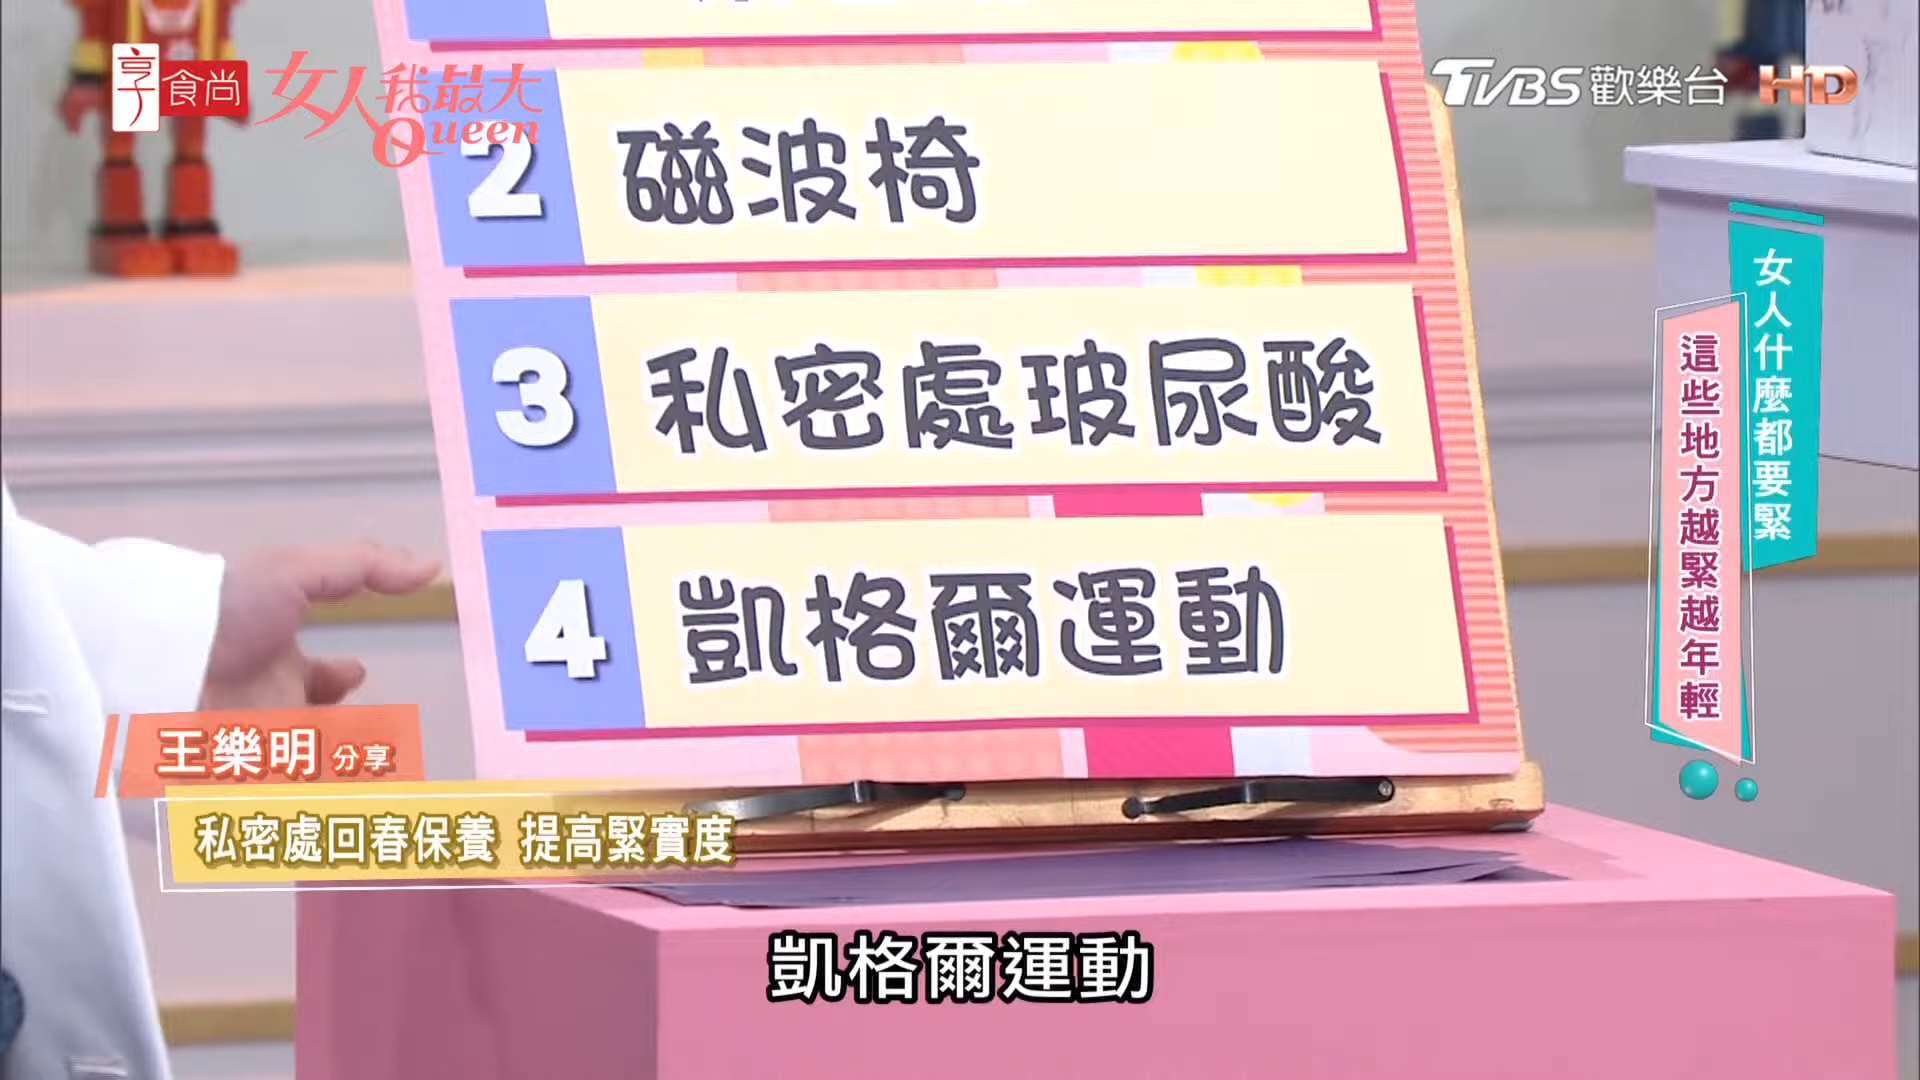 享食尚
女人我最大
Queen
TVBS歡樂台 HD
2 磁波椅
3 私密處玻尿酸
4 凱格爾運動
女人什麼都要緊
這些地方越緊越年輕
王樂明 分享
私密處回春保養 提高緊實度
凱格爾運動